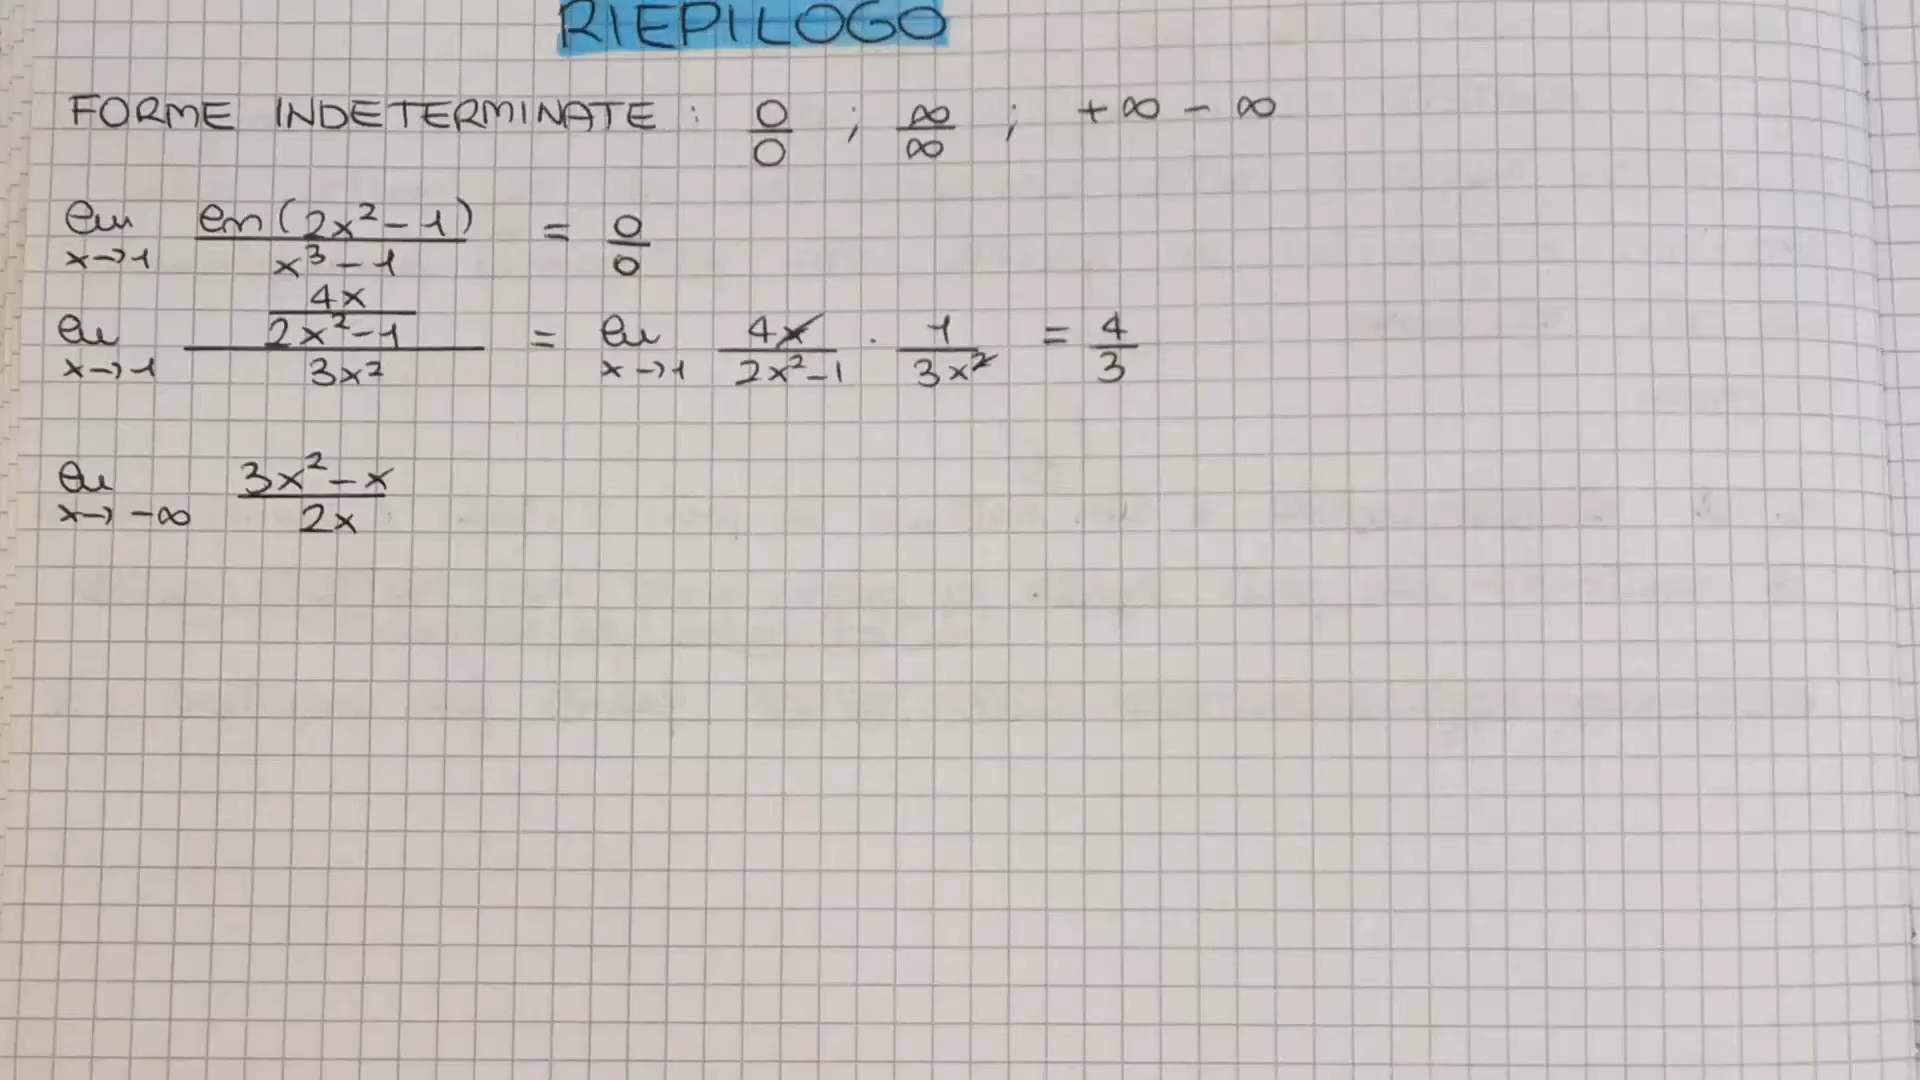 RIEPILOGO
FORME INDETERMINATE : 0/0 ; ∞/∞ ; +∞ - ∞
lim x→1 ln(2x²-1)/(x³-1) = 0/0
lim x→1 (4x/(2x²-1))/(3x²) = lim x→1 4x/(2x²-1) · 1/(3x²) = 4/3
lim x→-∞ (3x²-x)/(2x)